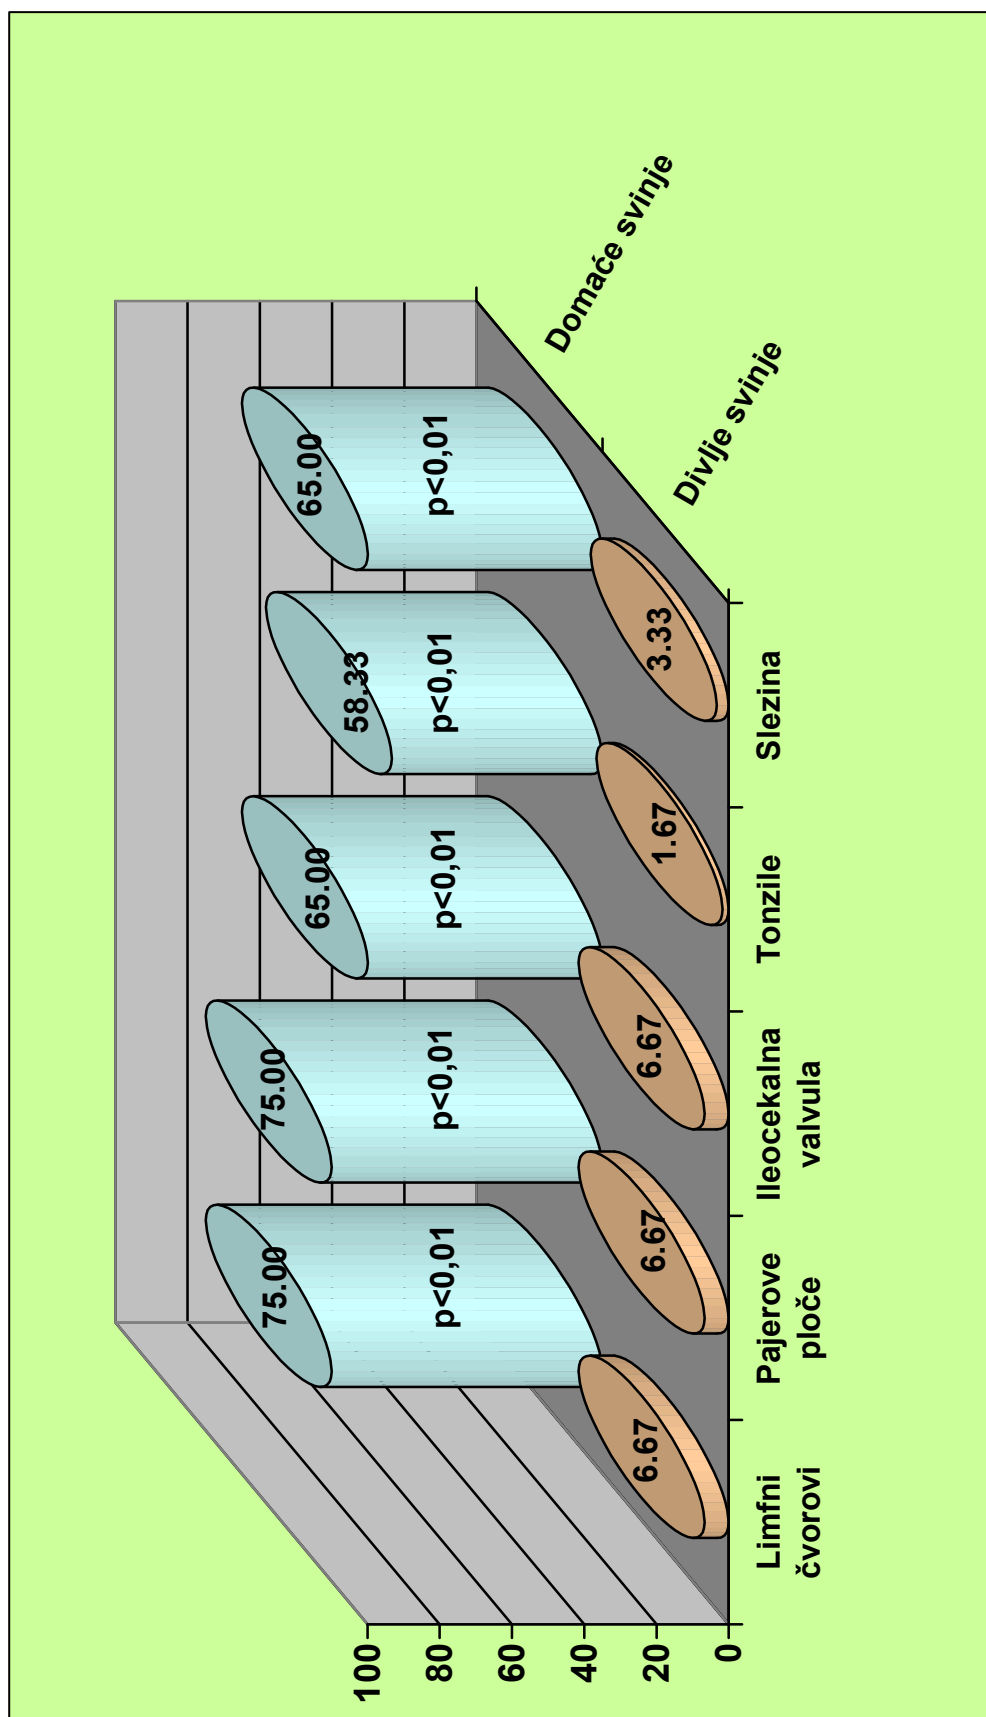 100
80
60
40
20
0
75.00
75.00
65.00
58.33
65.00
p<0,01
p<0,01
p<0,01
p<0,01
p<0,01
6.67
6.67
6.67
1.67
3.33
Domaće svinje
Divlje svinje
Limfni
čvorovi
Pajerove
ploče
Ileocekalna
valvula
Tonzile
Slezina